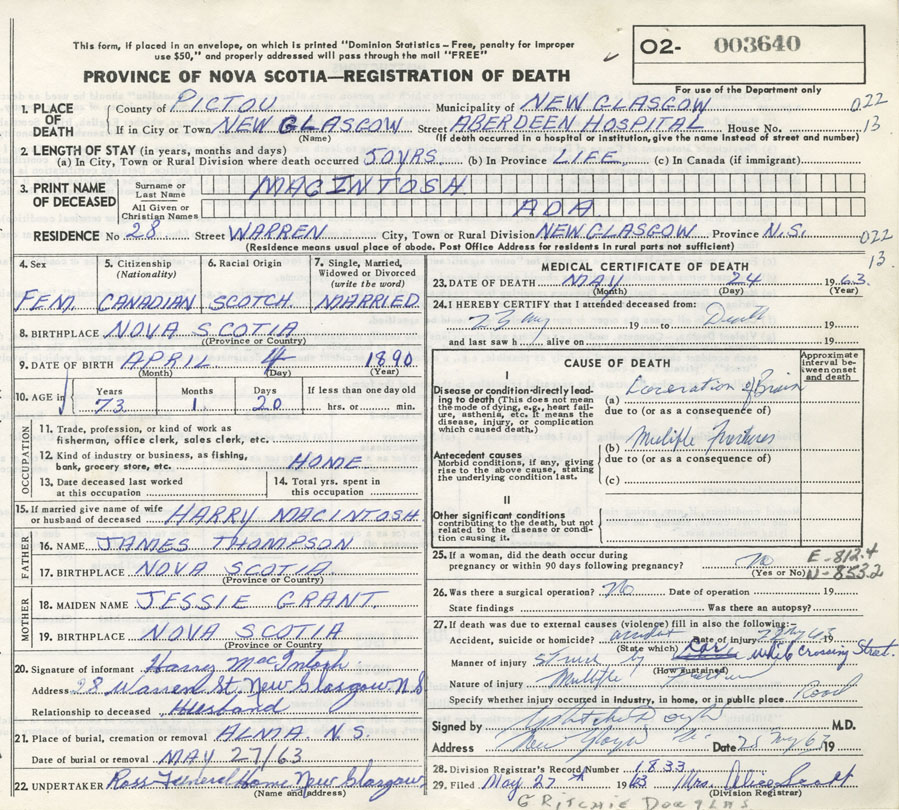 This form, if placed in an envelope, on which is printed "Dominion Statistics – Free, penalty for improper
use $50," and properly addressed will pass through the mail "FREE"
O2- 003640
For use of the Department only
PROVINCE OF NOVA SCOTIA—REGISTRATION OF DEATH
1. PLACE OF DEATH County of PICTOU Municipality of NEW GLASGOW 022
If in City or Town NEW GLASGOW Street ABERDEEN HOSPITAL House No. 13
(Name) (If death occurred in a hospital or institution, give the name instead of street and number)
2. LENGTH OF STAY (in years, months and days)
(a) In City, Town or Rural Division where death occurred 50 YRS. (b) In Province LIFE (c) In Canada (if immigrant)
3. PRINT NAME OF DECEASED
Surname or Last Name MACINTOSH
All Given or Christian Names ADA
RESIDENCE No 28 Street WARREN City, Town or Rural Division NEW GLASGOW Province N.S. 022
(Residence means usual place of abode. Post Office Address for residents in rural parts not sufficient) 13
4. Sex FEM.
5. Citizenship (Nationality) CANADIAN
6. Racial Origin SCOTCH
7. Single, Married, Widowed or Divorced (write the word) MARRIED
8. BIRTHPLACE NOVA SCOTIA
(Province or Country)
9. DATE OF BIRTH APRIL 4 1890
(Month) (Day) (Year)
10. AGE in Years 73 Months 1 Days 20 If less than one day old hrs. or min.
OCCUPATION
11. Trade, profession, or kind of work as
fisherman, office clerk, sales clerk, etc.
12. Kind of industry or business, as fishing,
bank, grocery store, etc. HOME
13. Date deceased last worked at this occupation
14. Total yrs. spent in this occupation
15. If married give name of wife
or husband of deceased HARRY MACINTOSH
FATHER
16. NAME JAMES THOMPSON
17. BIRTHPLACE NOVA SCOTIA
(Province or Country)
MOTHER
18. MAIDEN NAME JESSIE GRANT.
19. BIRTHPLACE NOVA SCOTIA
(Province or Country)
20. Signature of informant Harry MacIntosh
Address 28 Warren St. New Glasgow N S
Relationship to deceased Husband
21. Place of burial, cremation or removal ALMA N.S.
Date of burial or removal MAY 27/63
22. UNDERTAKER Ross Funeral Home New Glasgow
(Name and address)
MEDICAL CERTIFICATE OF DEATH
23. DATE OF DEATH MAY 24 1963
(Month) (Day) (Year)
24. I HEREBY CERTIFY that I attended deceased from:
23 19 to Death 19
and last saw h alive on 19
CAUSE OF DEATH
Approximate interval between onset and death
I
Disease or condition directly leading to death (This does not mean the mode of dying, e.g., heart failure, asthenia, etc. It means the disease, injury, or complication which caused death.)
(a) Laceration of Brain
due to (or as a consequence of)
Antecedent causes
Morbid conditions, if any, giving rise to the above cause, stating the underlying condition last.
(b) Multiple Fractures
due to (or as a consequence of)
(c)
II
Other significant conditions
contributing to the death, but not related to the disease or condition causing it.
25. If a woman, did the death occur during
pregnancy or within 90 days following pregnancy? No E-812.4
(Yes or No) N-853.2
26. Was there a surgical operation? No Date of operation 19
State findings Was there an autopsy?
27. If death was due to external causes (violence) fill in also the following:–
Accident, suicide or homicide? accident Date of injury 63 19
(State which)
Manner of injury Struck by car while crossing Street.
(How sustained)
Nature of injury Multiple
Specify whether injury occurred in industry, in home, or in public place Road
Signed by M.D.
Address New Date 63 /19
28. Division Registrar's Record Number 1833
29. Filed May 27 1963 Mrs. Alice Scott
(Division Registrar)
G RITCHIE DOUGLAS